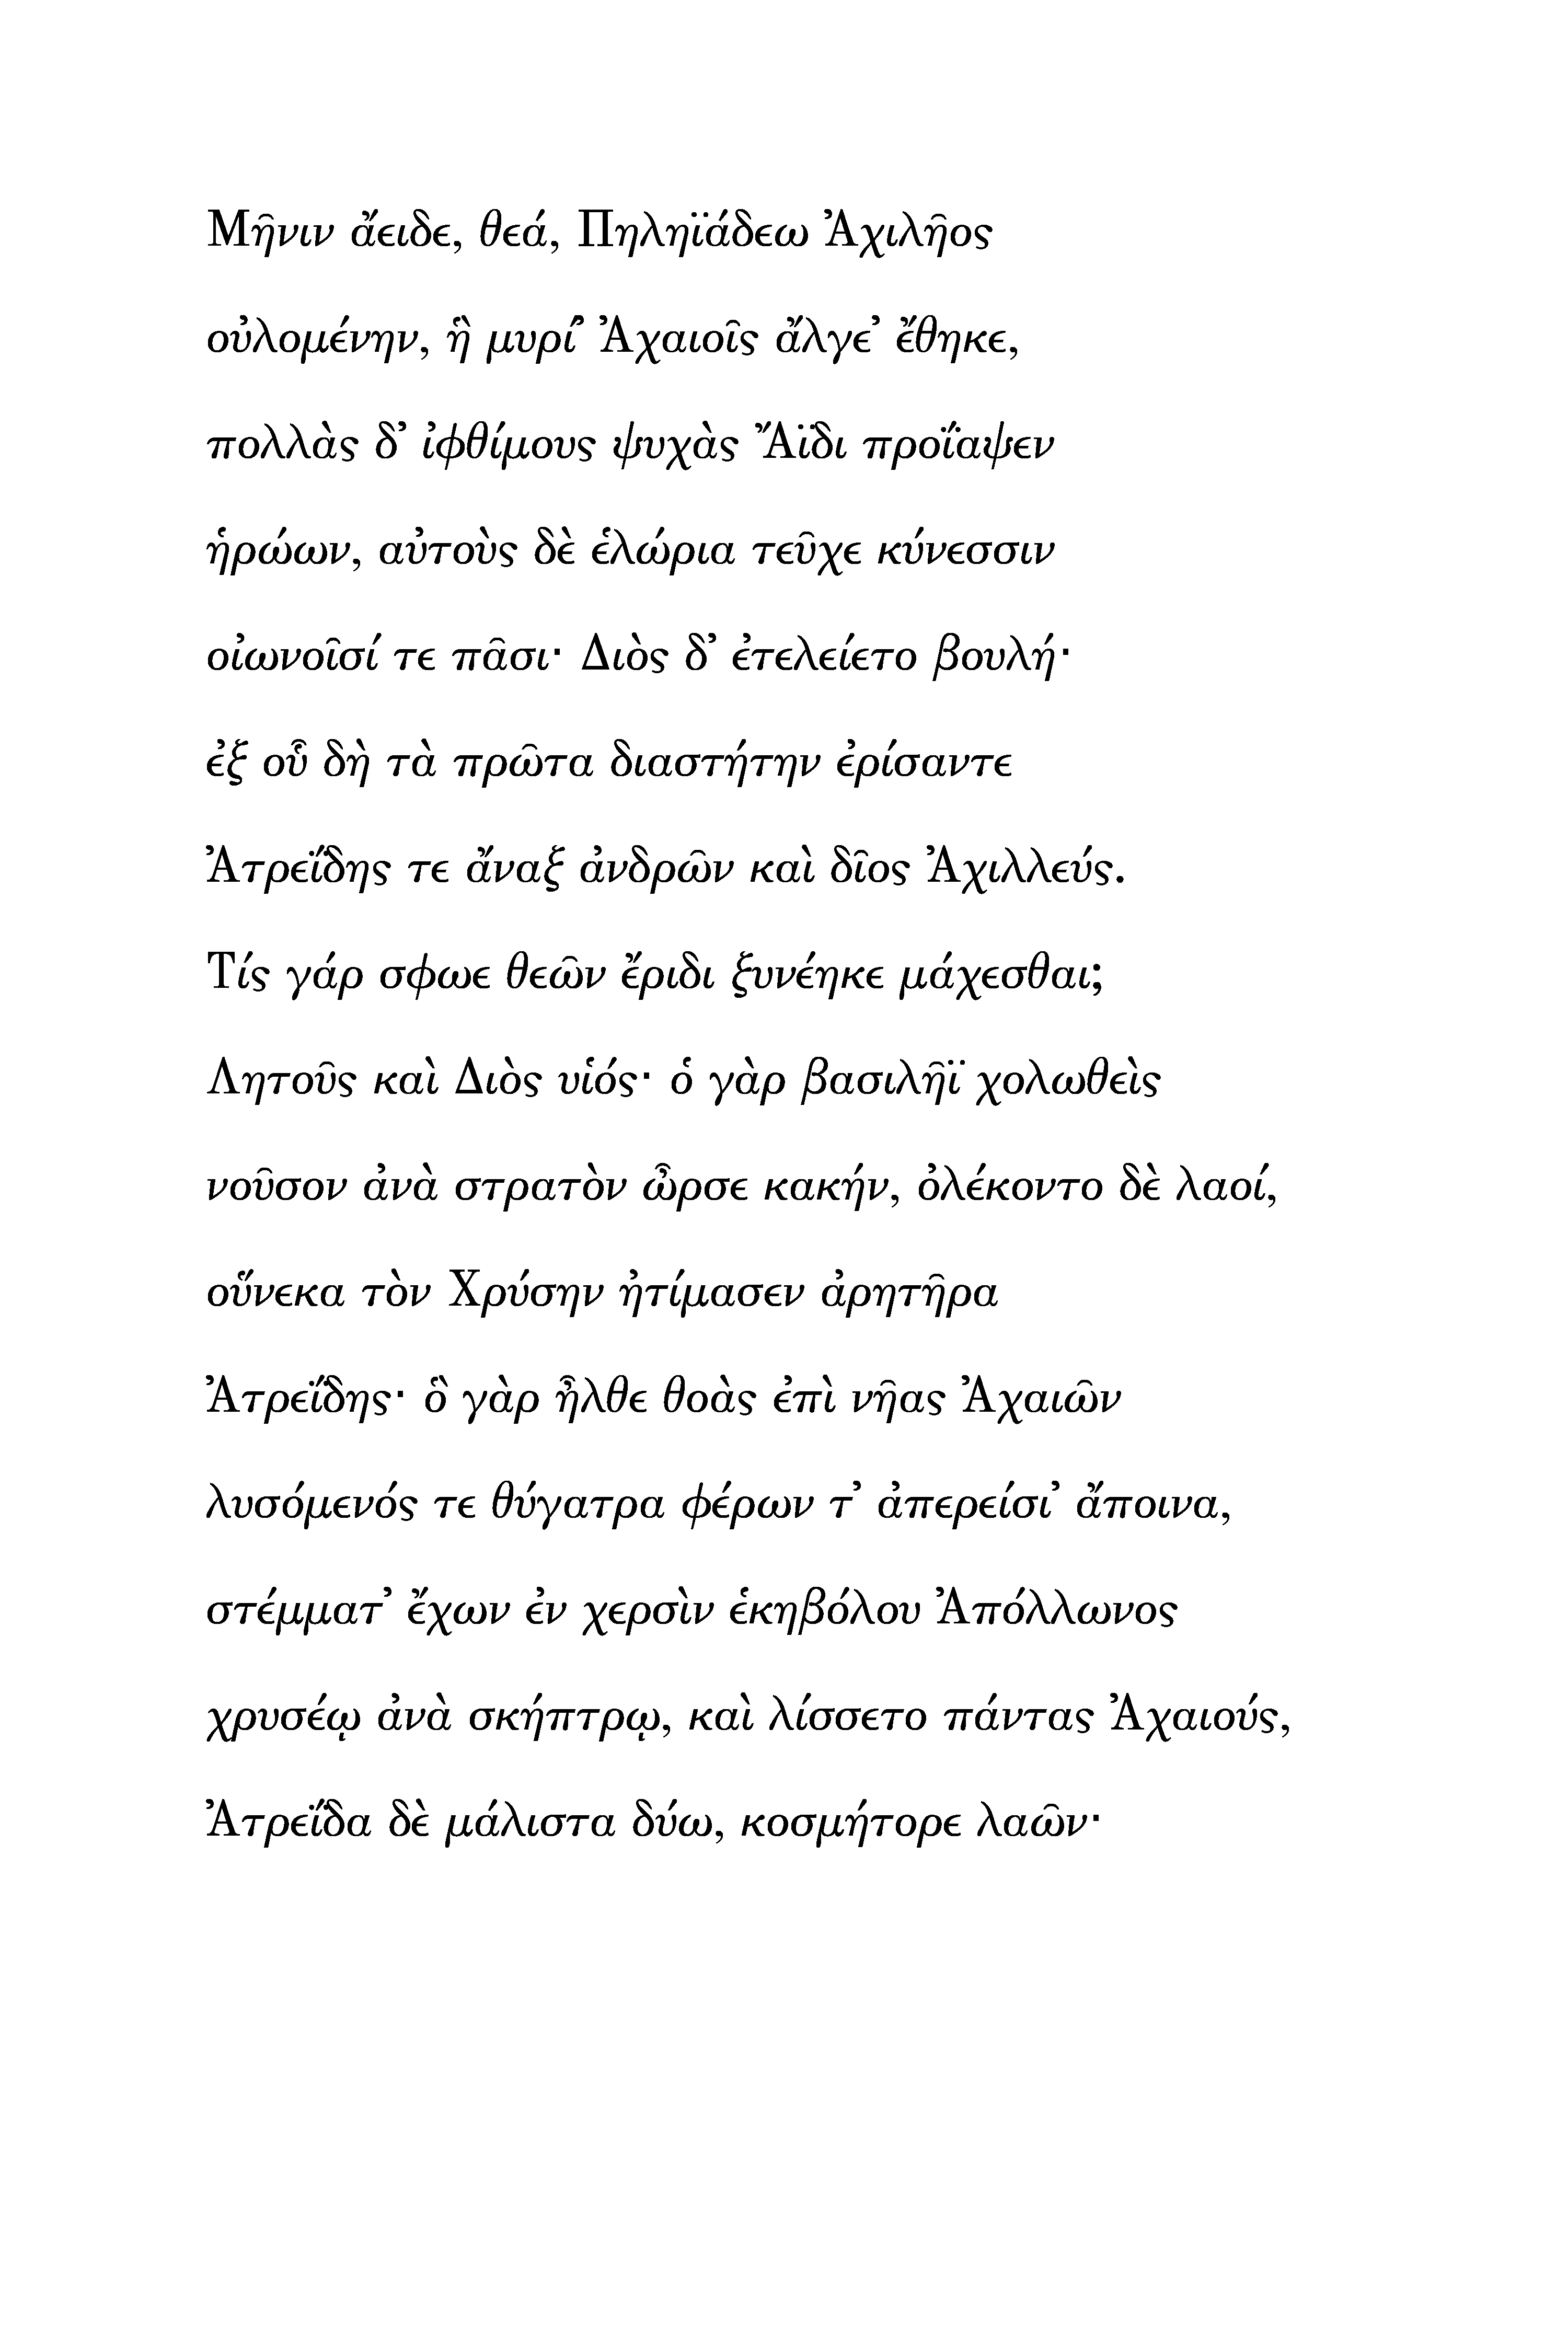 Μῆνιν ἄειδε, θεά, Πηληϊάδεω Ἀχιλῆος
οὐλομένην, ἣ μυρί’ Ἀχαιοῖς ἄλγε’ ἔθηκε,
πολλὰς δ’ ἰφθίμους ψυχὰς Ἄϊδι προΐαψεν
ἡρώων, αὐτοὺς δὲ ἑλώρια τεῦχε κύνεσσιν
οἰωνοῖσί τε πᾶσι· Διὸς δ’ ἐτελείετο βουλή·
ἐξ οὗ δὴ τὰ πρῶτα διαστήτην ἐρίσαντε
Ἀτρεΐδης τε ἄναξ ἀνδρῶν καὶ δῖος Ἀχιλλεύς.
Τίς γάρ σφωε θεῶν ἔριδι ξυνέηκε μάχεσθαι;
Λητοῦς καὶ Διὸς υἱός· ὁ γὰρ βασιλῆϊ χολωθεὶς
νοῦσον ἀνὰ στρατὸν ὦρσε κακήν, ὀλέκοντο δὲ λαοί,
οὕνεκα τὸν Χρύσην ἠτίμασεν ἀρητῆρα
Ἀτρεΐδης· ὃ γὰρ ἦλθε θοὰς ἐπὶ νῆας Ἀχαιῶν
λυσόμενός τε θύγατρα φέρων τ’ ἀπερείσι’ ἄποινα,
στέμματ’ ἔχων ἐν χερσὶν ἑκηβόλου Ἀπόλλωνος
χρυσέῳ ἀνὰ σκήπτρῳ, καὶ λίσσετο πάντας Ἀχαιούς,
Ἀτρεΐδα δὲ μάλιστα δύω, κοσμήτορε λαῶν·